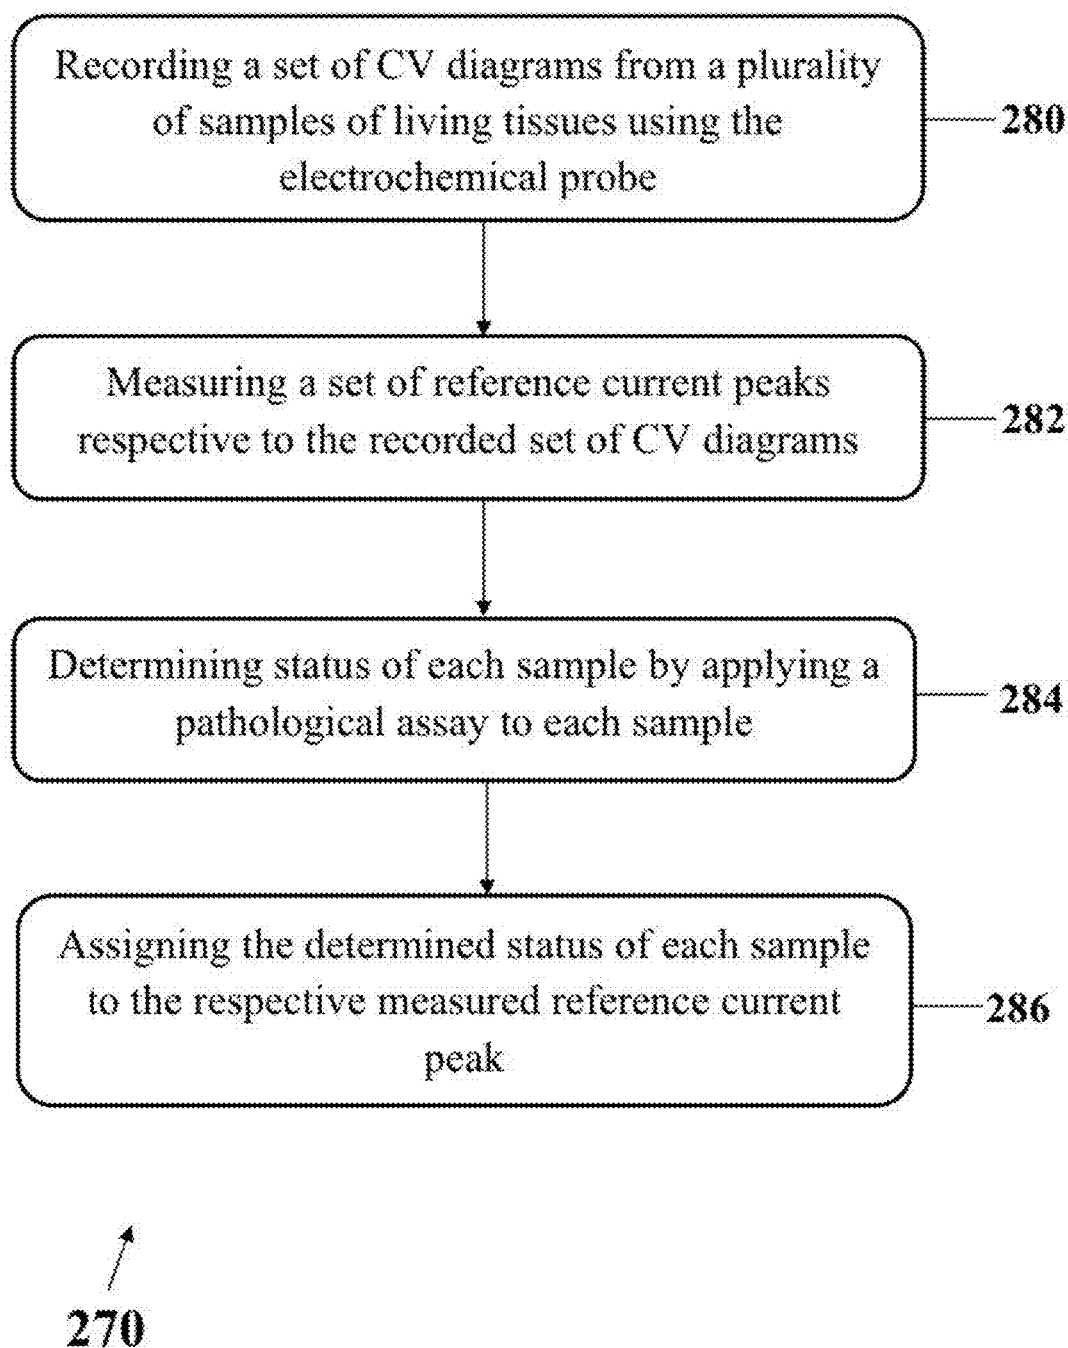 Recording a set of CV diagrams from a plurality
of samples of living tissues using the
electrochemical probe
280
Measuring a set of reference current peaks
respective to the recorded set of CV diagrams
282
Determining status of each sample by applying a
pathological assay to each sample
284
Assigning the determined status of each sample
to the respective measured reference current
peak
286
270